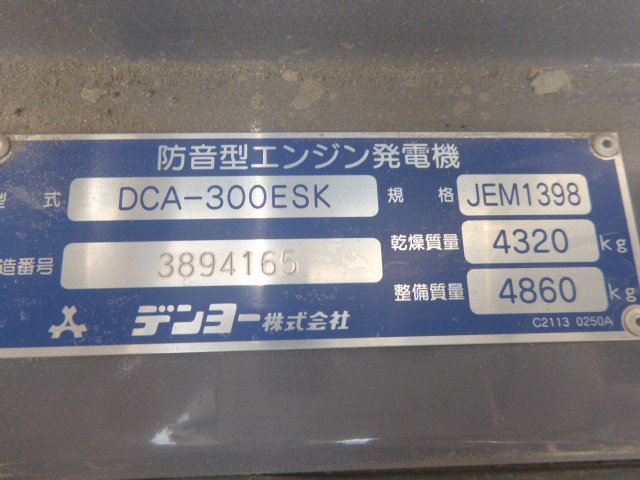 防音型エンジン発電機
型 式 DCA-300ESK 規 格 JEM1398
造番号 3894165 乾燥質量 4320 kg
整備質量 4860 kg
デンヨー株式会社
C2113 0250A